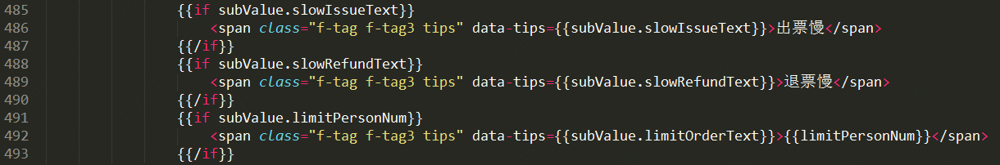 485 {{if subValue.slowIssueText}}
486 <span class="f-tag f-tag3 tips" data-tips={{subValue.slowIssueText}}>出票慢</span>
487 {{/if}}
488 {{if subValue.slowRefundText}}
489 <span class="f-tag f-tag3 tips" data-tips={{subValue.slowRefundText}}>退票慢</span>
490 {{/if}}
491 {{if subValue.limitPersonNum}}
492 <span class="f-tag f-tag3 tips" data-tips={{subValue.limitOrderText}}>{{limitPersonNum}}</span>
493 {{/if}}